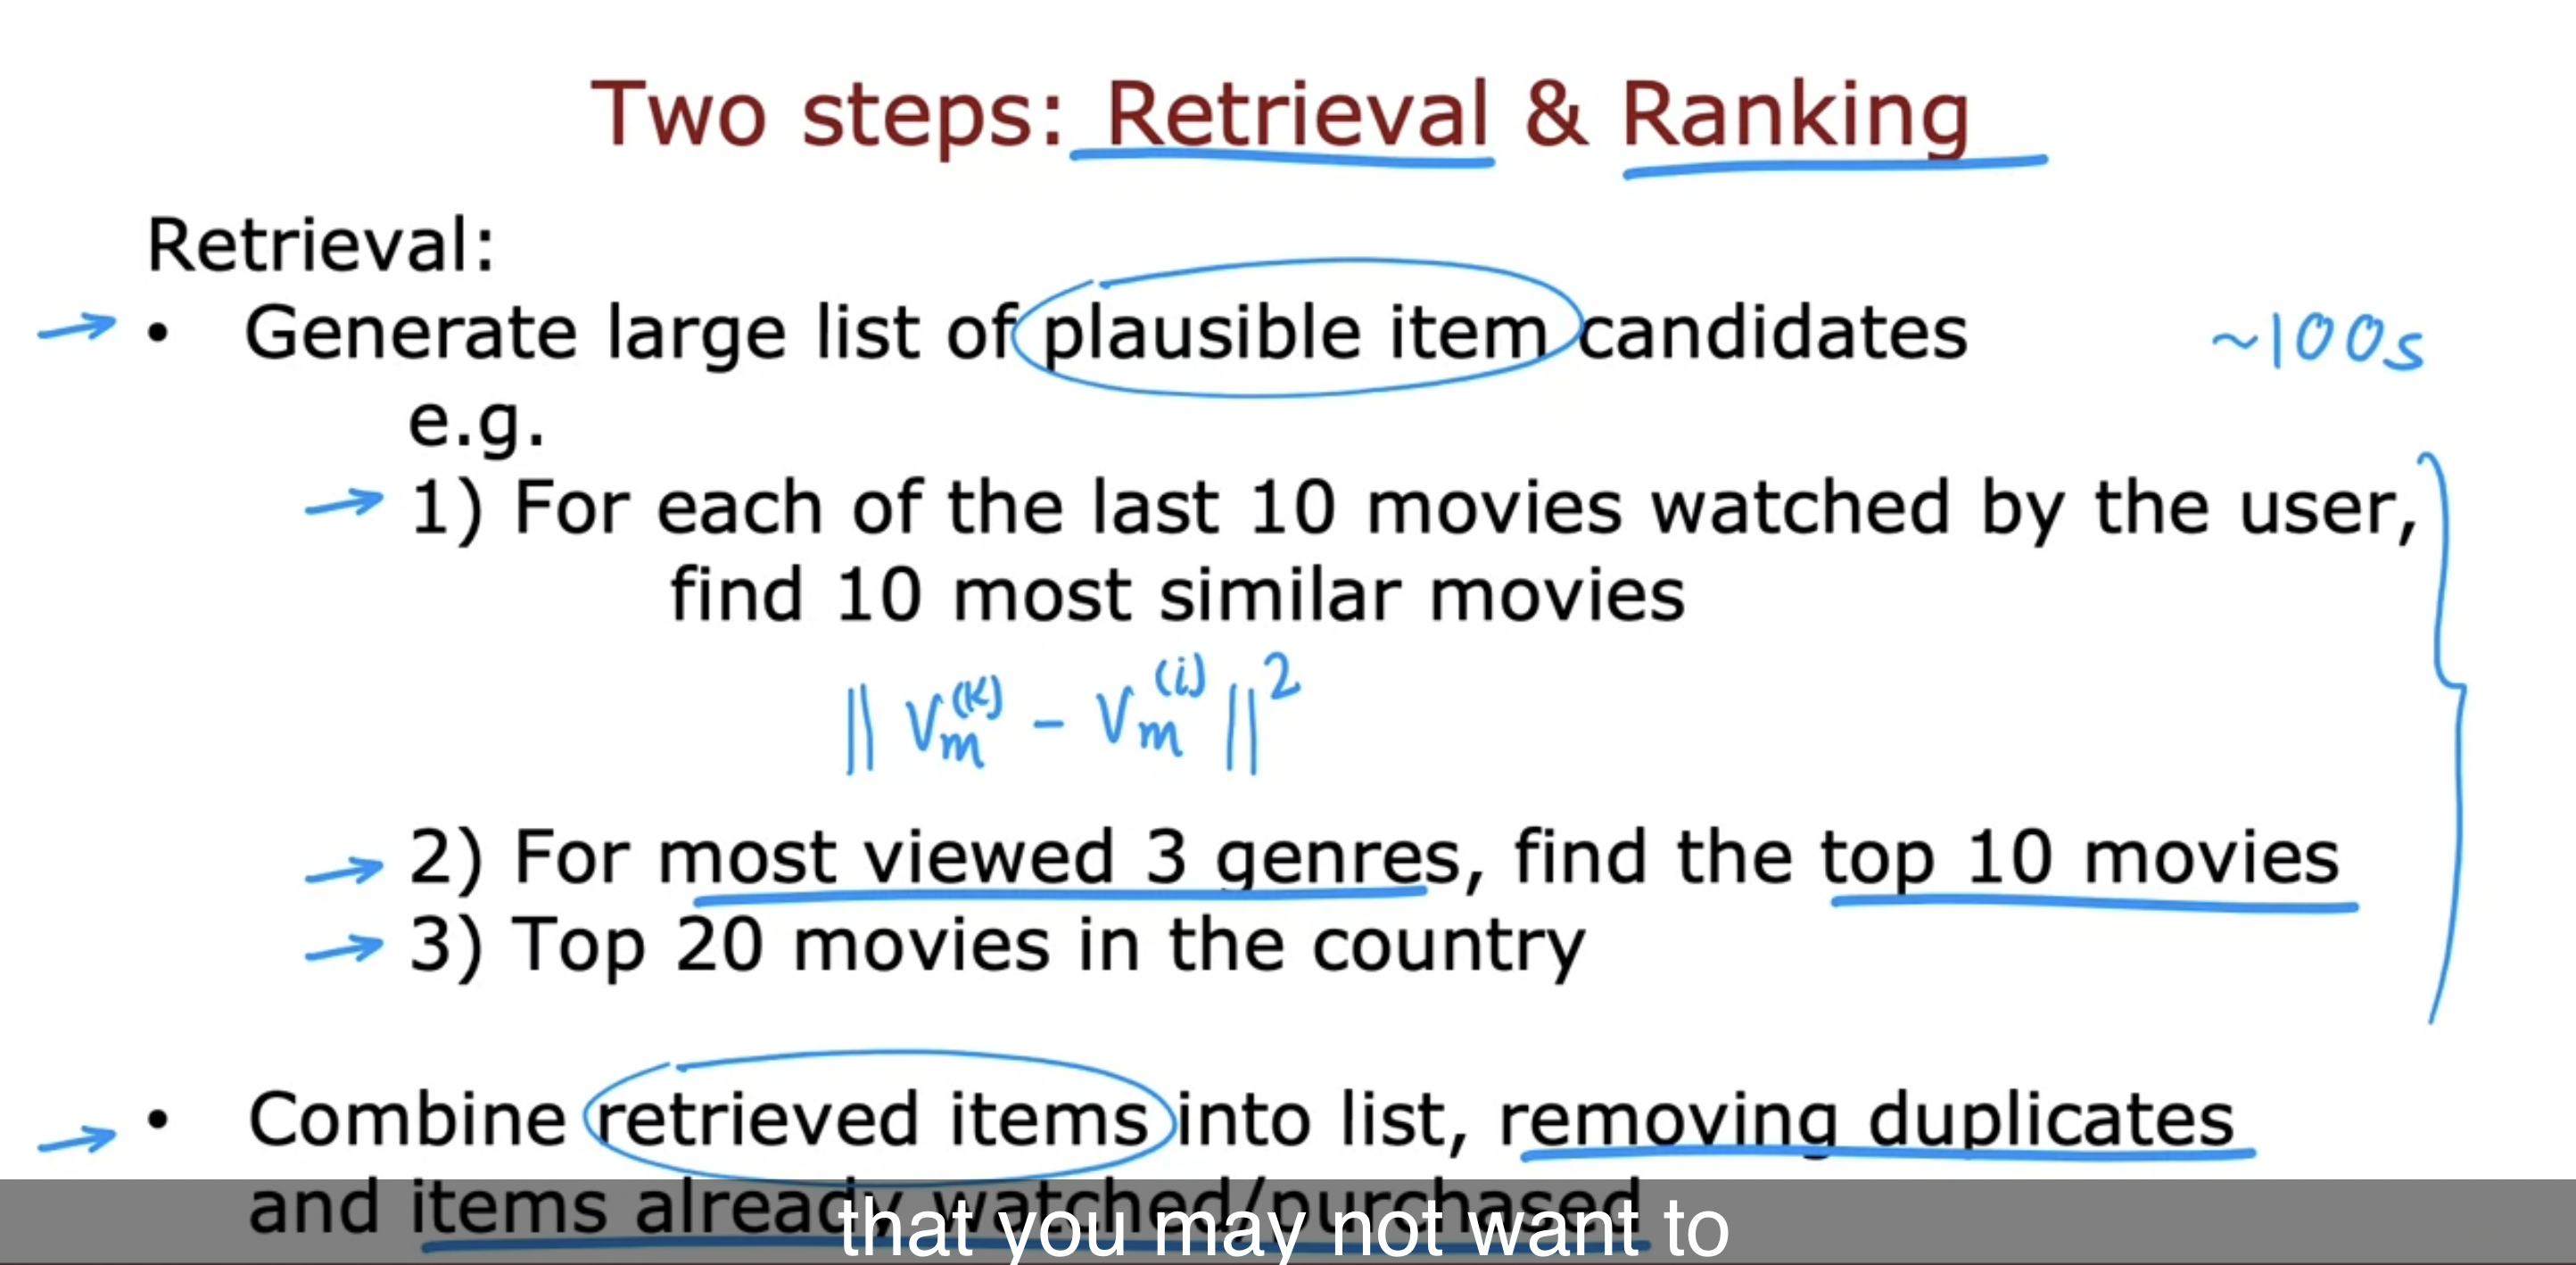 Two steps: Retrieval & Ranking
Retrieval:
• Generate large list of plausible item candidates ~100s
e.g.
1) For each of the last 10 movies watched by the user,
find 10 most similar movies
|| Vm^(k) - Vm^(i) ||^2
2) For most viewed 3 genres, find the top 10 movies
3) Top 20 movies in the country
• Combine retrieved items into list, removing duplicates
and items already watched/purchased
that you may not want to